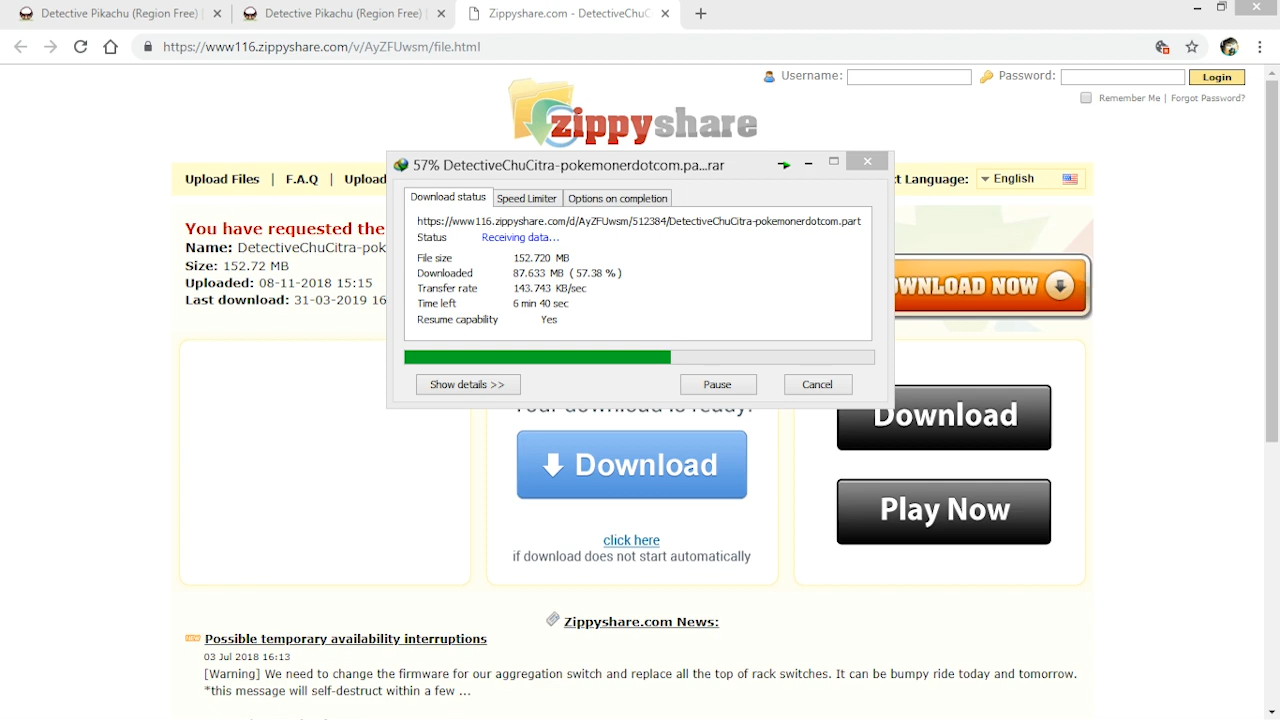 Detective Pikachu (Region Free)
Detective Pikachu (Region Free)
Zippyshare.com - DetectiveChuC
https://www116.zippyshare.com/v/AyZFUwsm/file.html
Username:
Password:
Login
Remember Me | Forgot Password?
zippyshare
57% DetectiveChuCitra-pokemonerdotcom.pa...rar
Upload Files | F.A.Q | Upload
Language:
English
Download status
Speed Limiter
Options on completion
https://www116.zippyshare.com/d/AyZFUwsm/512384/DetectiveChuCitra-pokemonerdotcom.part
Status Receiving data...
File size 152.720 MB
Downloaded 87.633 MB ( 57.38 % )
Transfer rate 143.743 KB/sec
Time left 6 min 40 sec
Resume capability Yes
Show details >>
Pause
Cancel
You have requested the
Name: DetectiveChuCitra-pok
Size: 152.72 MB
Uploaded: 08-11-2018 15:15
Last download: 31-03-2019 16
OWNLOAD NOW
Your download is ready!
Download
click here
if download does not start automatically
Download
Play Now
Zippyshare.com News:
NEW Possible temporary availability interruptions
03 Jul 2018 16:13
[Warning] We need to change the firmware for our aggregation switch and replace all the top of rack switches. It can be bumpy ride today and tomorrow.
*this message will self-destruct within a few ...